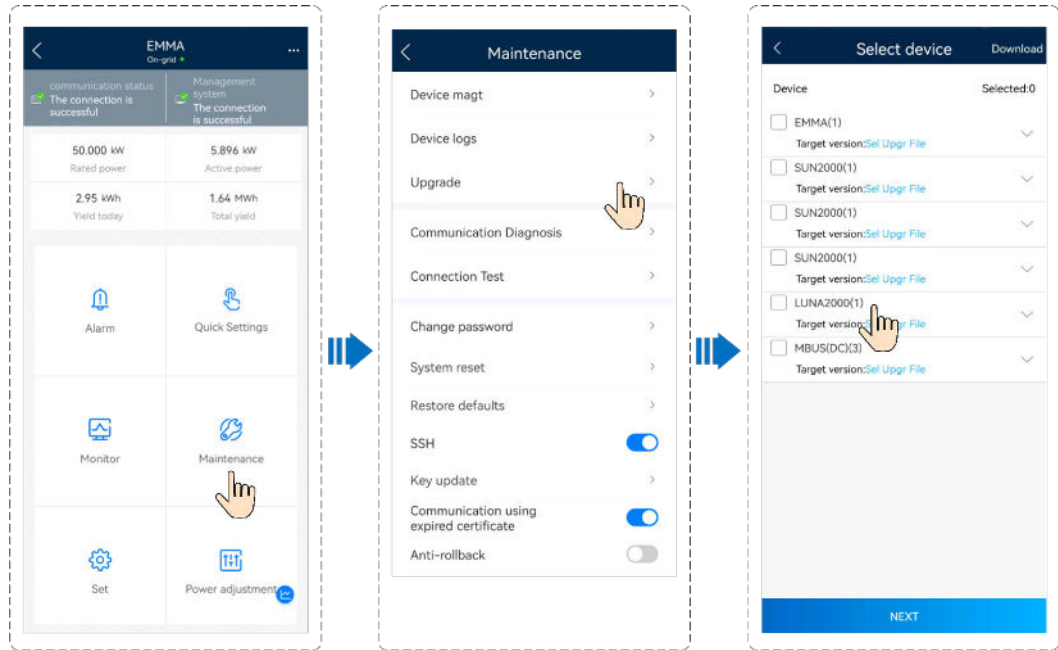 EMMA
On-grid
communication status
The connection is
successful
Management
system
The connection
is successful
50.000 kW
Rated power
5.896 kW
Active power
2.95 kWh
Yield today
1.64 MWh
Total yield
Alarm
Quick Settings
Monitor
Maintenance
Set
Power adjustment
Maintenance
Device magt
Device logs
Upgrade
Communication Diagnosis
Connection Test
Change password
System reset
Restore defaults
SSH
Key update
Communication using
expired certificate
Anti-rollback
Select device
Download
Device
Selected:0
EMMA(1)
Target version:Sel Upgr File
SUN2000(1)
Target version:Sel Upgr File
SUN2000(1)
Target version:Sel Upgr File
SUN2000(1)
Target version:Sel Upgr File
LUNA2000(1)
Target version: File
MBUS(DC)(3)
Target version:Sel Upgr File
NEXT